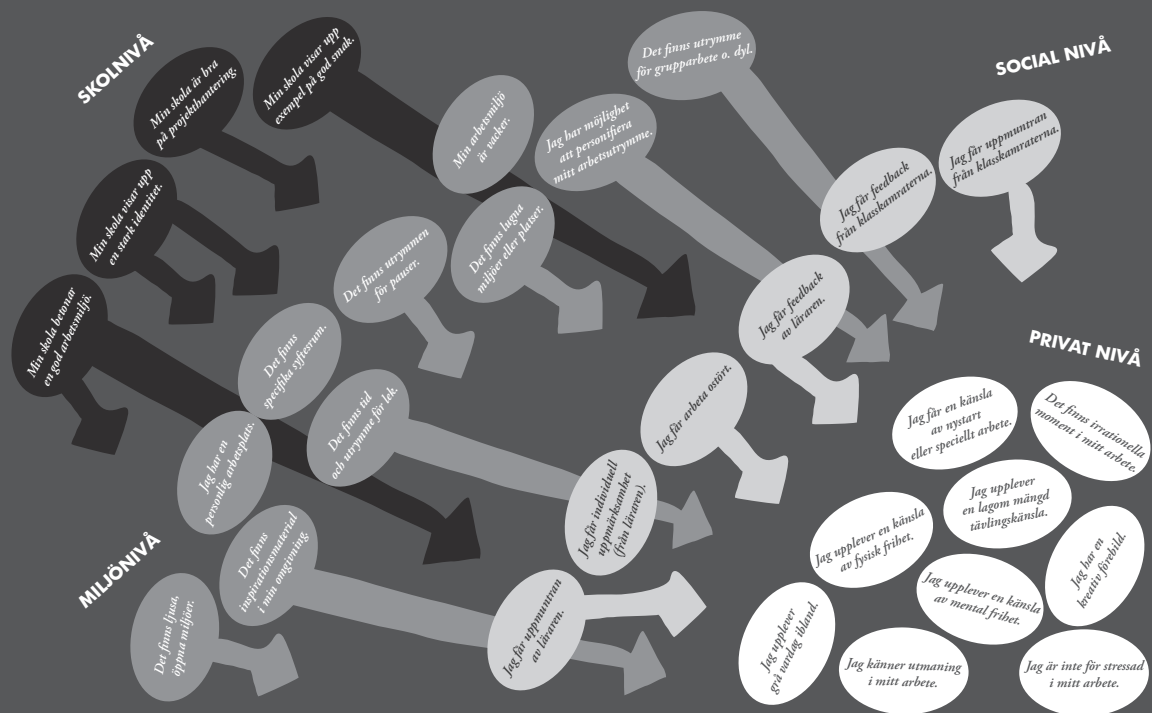 SKOLNIVÅ
Min skola är bra
på projekthantering.
Min skola visar upp
exempel på god smak.
Min skola visar upp
en stark identitet.
Min skola betonar
en god arbetsmiljö.
MILJÖNIVÅ
Det finns utrymme
för grupparbete o. dyl.
Min arbetsmiljö
är vacker.
Jag har möjlighet
att personifiera
mitt arbetsutrymme.
Det finns lugna
miljöer eller platser.
Det finns utrymmen
för pauser.
Det finns
specifika syftesrum.
Det finns tid
och utrymme för lek.
Jag har en
personlig arbetsplats.
Det finns
inspirationsmaterial
i min omgivning.
Det finns ljusa,
öppna miljöer.
SOCIAL NIVÅ
Jag får uppmuntran
från klasskamraterna.
Jag får feedback
från klasskamraterna.
Jag får feedback
av läraren.
Jag får arbeta ostört.
Jag får individuell
uppmärksamhet
(från läraren).
Jag får uppmuntran
av läraren.
PRIVAT NIVÅ
Jag får en känsla
av nystart
eller speciellt arbete.
Det finns irrationella
moment i mitt arbete.
Jag upplever
en lagom mängd
tävlingskänsla.
Jag upplever en känsla
av fysisk frihet.
Jag har en
kreativ förebild.
Jag upplever en känsla
av mental frihet.
Jag upplever
grå vardag ibland.
Jag känner utmaning
i mitt arbete.
Jag är inte för stressad
i mitt arbete.